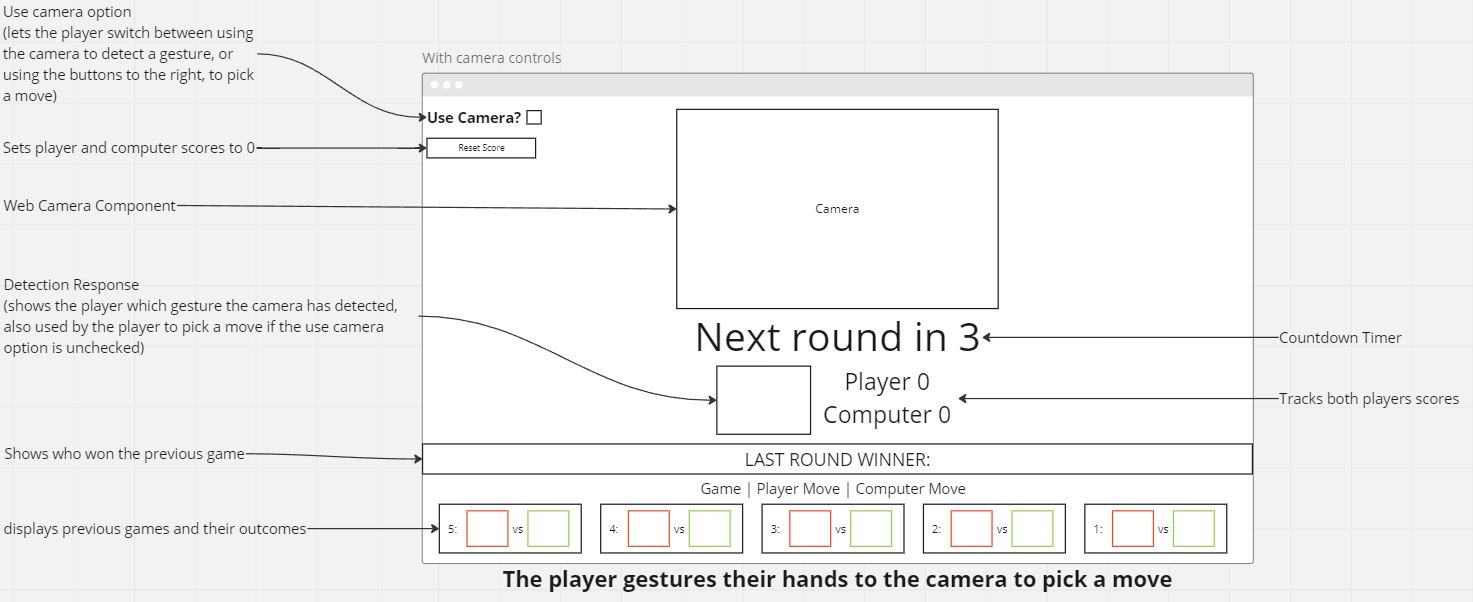 Use camera option
(lets the player switch between using
the camera to detect a gesture, or
using the buttons to the right, to pick
a move)
With camera controls
Use Camera?
Sets player and computer scores to 0
Reset Score
Web Camera Component
Camera
Detection Response
(shows the player which gesture the camera has detected,
also used by the player to pick a move if the use camera
option is unchecked)
Next round in 3
Countdown Timer
Player 0
Computer 0
Tracks both players scores
Shows who won the previous game
LAST ROUND WINNER:
Game | Player Move | Computer Move
displays previous games and their outcomes
5: vs
4: vs
3: vs
2: vs
1: vs
The player gestures their hands to the camera to pick a move